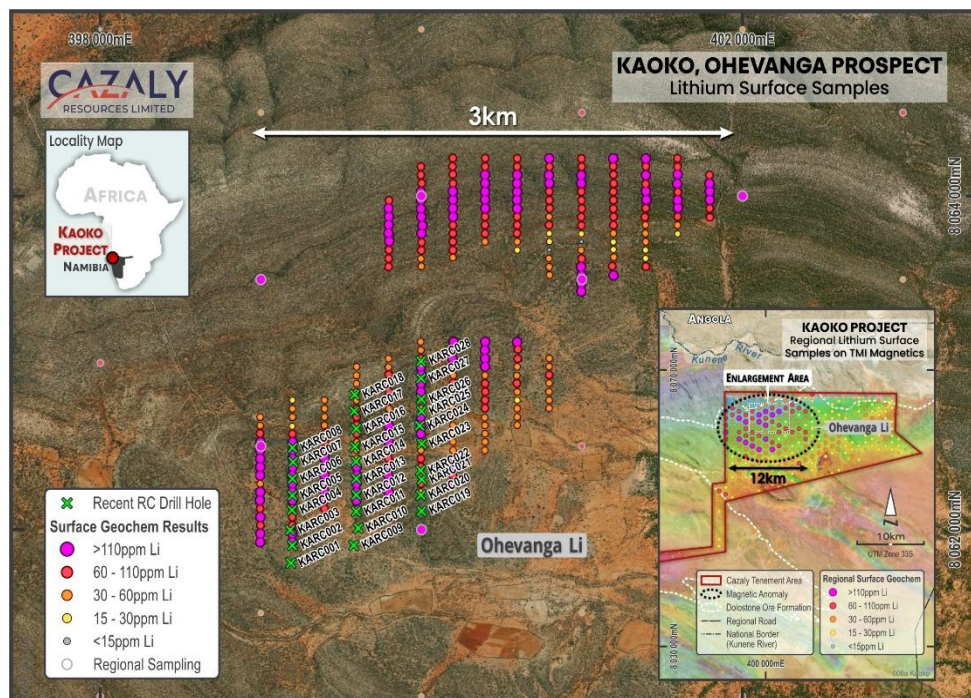 398 000mE
402 000mE
CAZALY
RESOURCES LIMITED
KAOKO, OHEVANGA PROSPECT
Lithium Surface Samples
3km
Locality Map
AFRICA
KAOKO
PROJECT
NAMIBIA
8 064 000mN
8 062 000mN
KARC028
KARC027
KARC026
KARC025
KARC024
KARC023
KARC022
KARC021
KARC020
KARC019
KARC018
KARC017
KARC016
KARC015
KARC014
KARC013
KARC012
KARC011
KARC010
KARC009
KARC008
KARC007
KARC006
KARC005
KARC004
KARC003
KARC002
KARC001
Ohevanga Li
Recent RC Drill Hole
Surface Geochem Results
>110ppm Li
60 - 110ppm Li
30 - 60ppm Li
15 - 30ppm Li
<15ppm Li
Regional Sampling
ANGOLA
Kunene River
KAOKO PROJECT
Regional Lithium Surface
Samples on TMI Magnetics
8 070 000mN
ENLARGEMENT AREA
Ohevanga Li
12km
Z
10km
UTM Zone 33S
Cazaly Tenement Area
Magnetic Anomaly
Dolostone Ore Formation
Regional Road
National Border
(Kunene River)
Regional Surface Geochem
>110ppm Li
60 - 110ppm Li
30 - 60ppm Li
15 - 30ppm Li
<15ppm Li
8 030 000mN
400 000mE